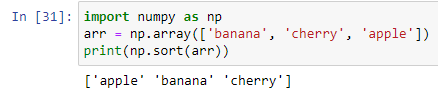 In [31]: import numpy as np
arr = np.array(['banana', 'cherry', 'apple'])
print(np.sort(arr))
['apple' 'banana' 'cherry']